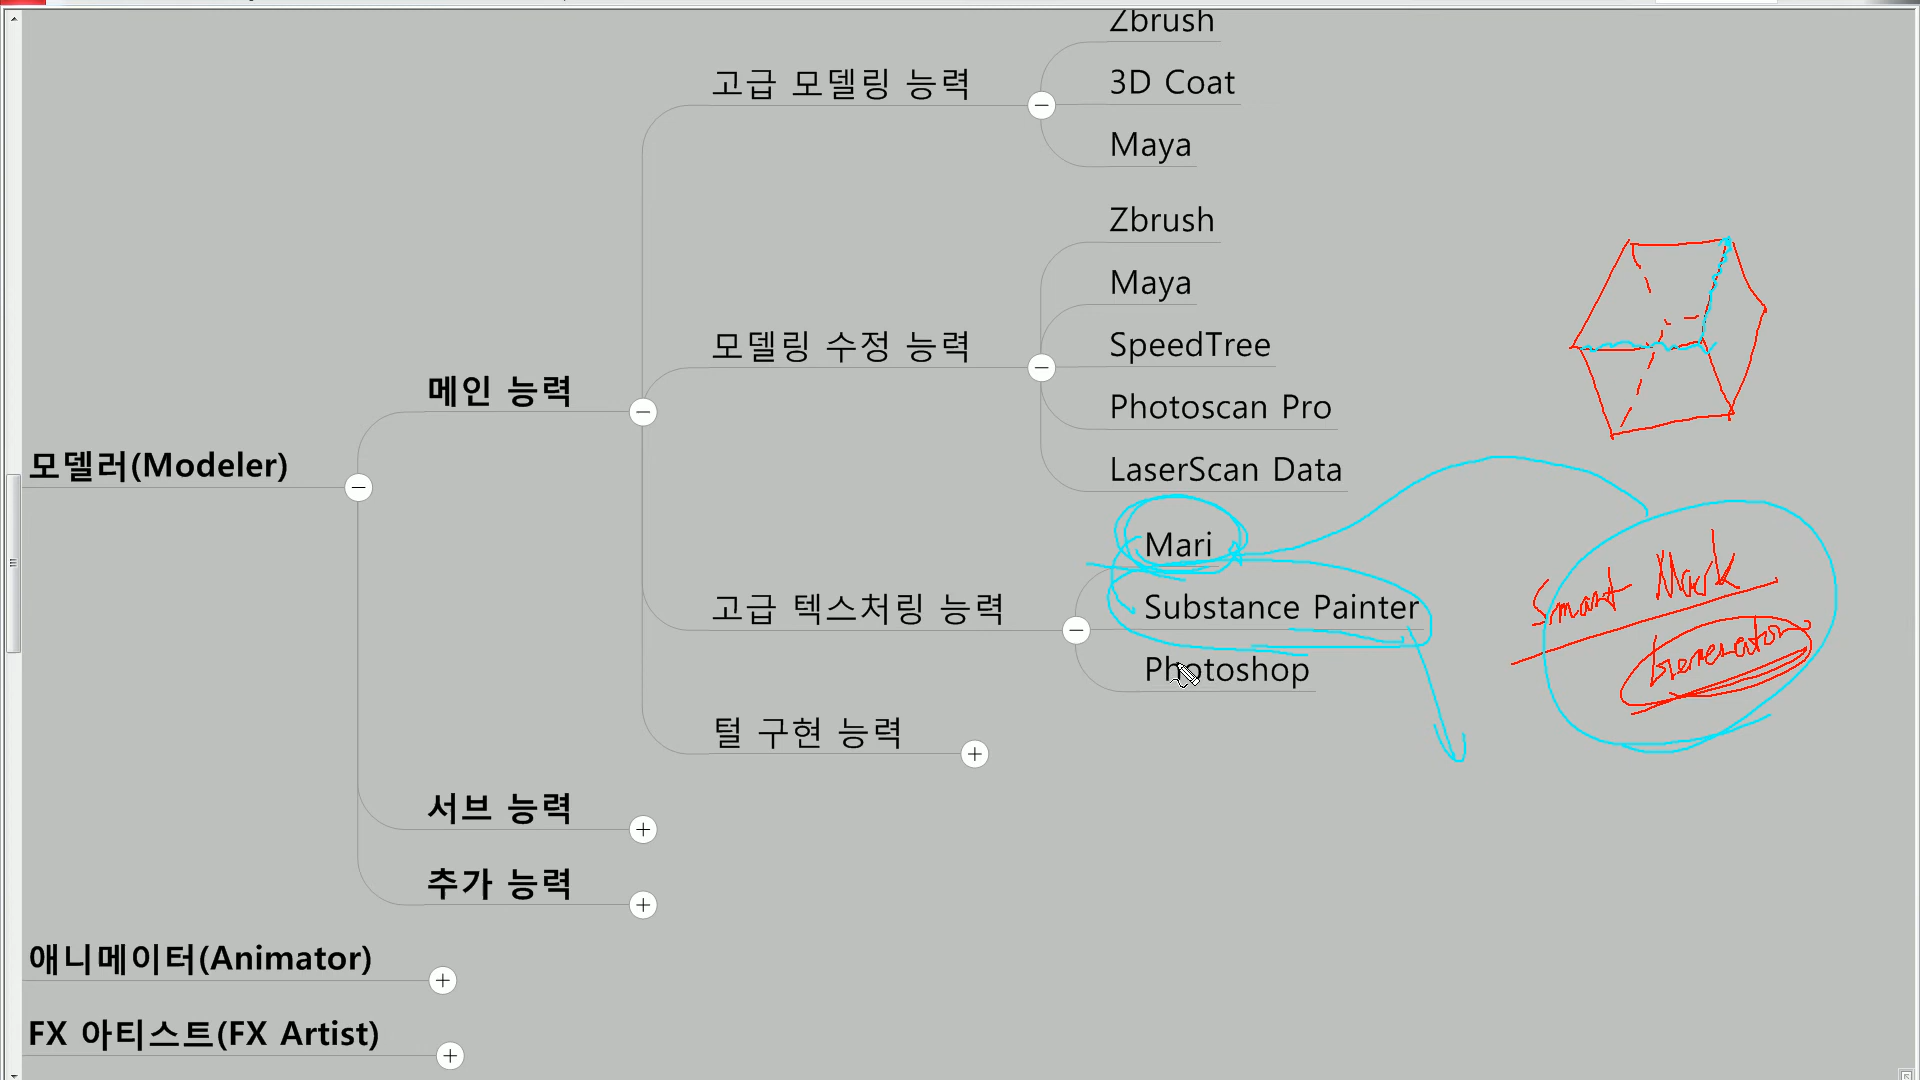 Zbrush
고급 모델링 능력
3D Coat
Maya
Zbrush
Maya
모델링 수정 능력
SpeedTree
Photoscan Pro
LaserScan Data
메인 능력
모델러(Modeler)
Mari
고급 텍스처링 능력
Substance Painter
Photoshop
털 구현 능력
서브 능력
추가 능력
애니메이터(Animator)
FX 아티스트(FX Artist)
Smart Mask
Generator